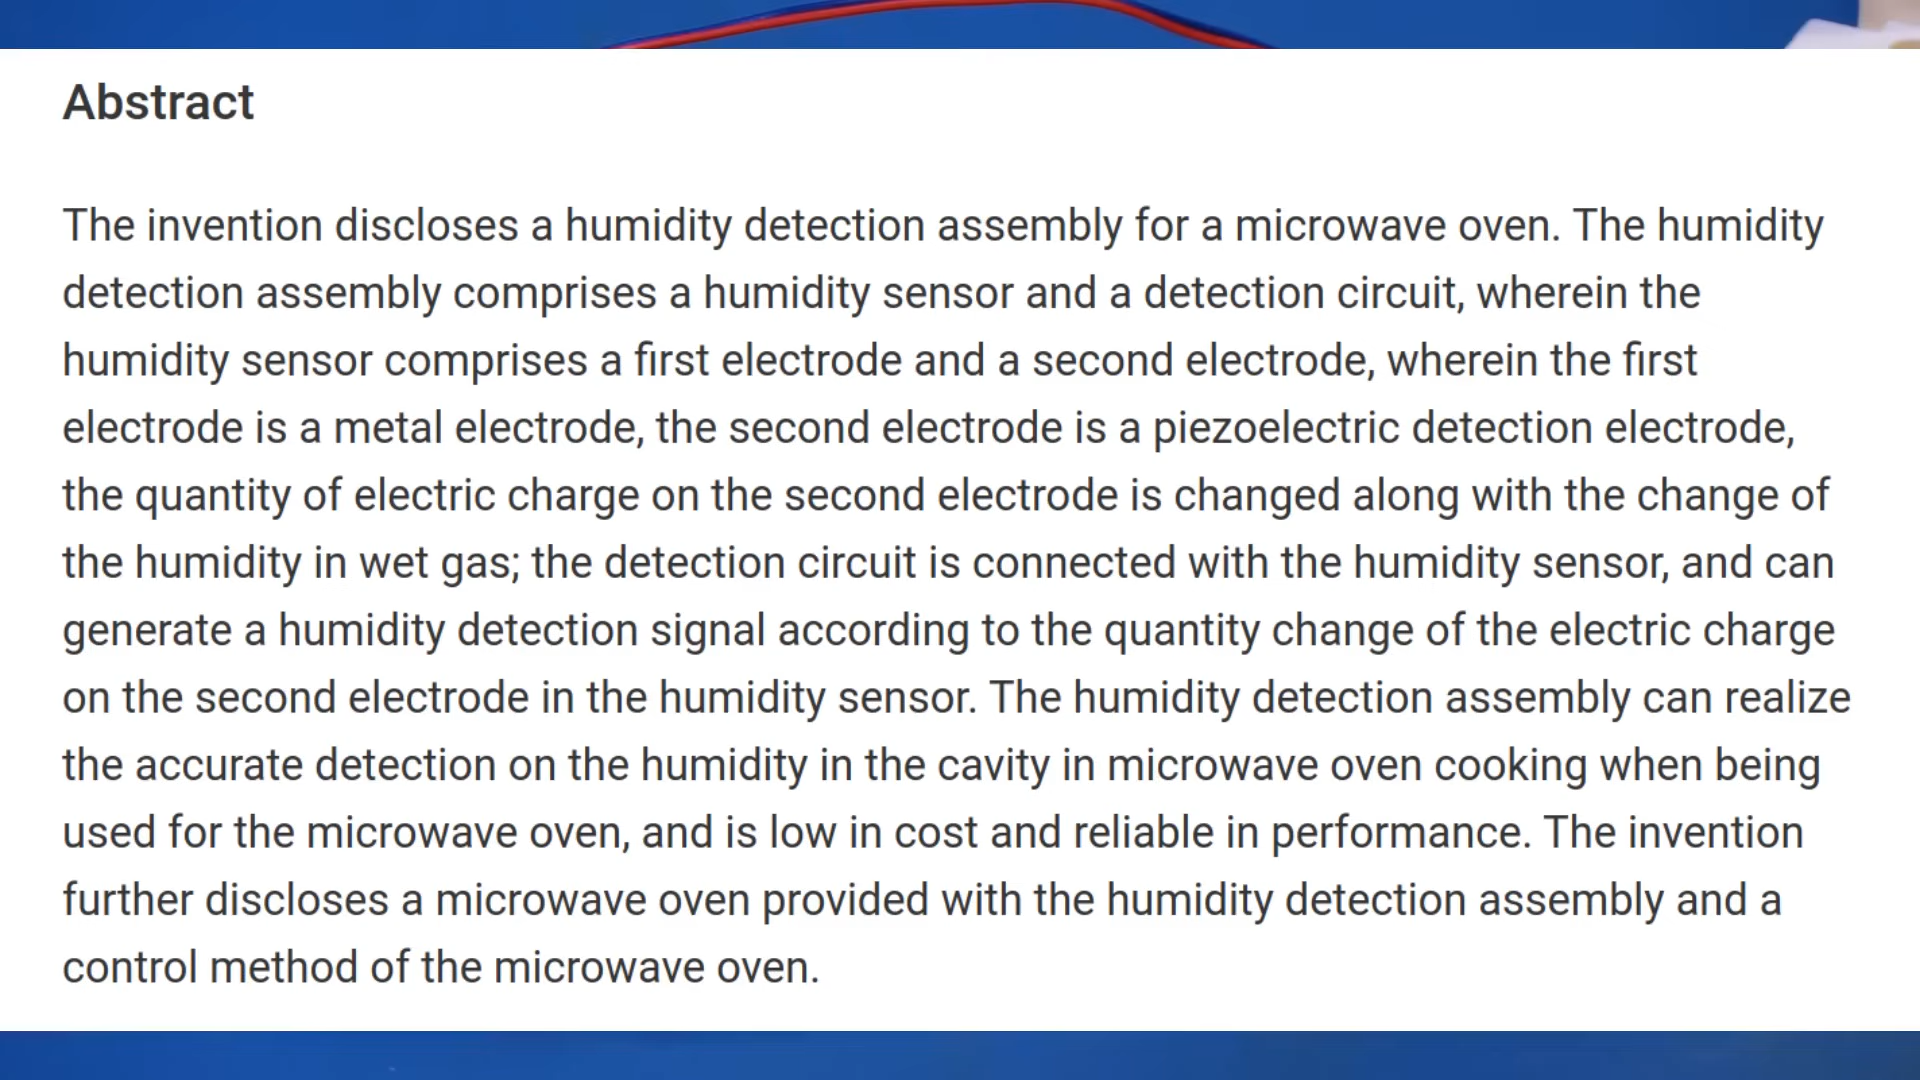 Abstract
The invention discloses a humidity detection assembly for a microwave oven. The humidity
detection assembly comprises a humidity sensor and a detection circuit, wherein the
humidity sensor comprises a first electrode and a second electrode, wherein the first
electrode is a metal electrode, the second electrode is a piezoelectric detection electrode,
the quantity of electric charge on the second electrode is changed along with the change of
the humidity in wet gas; the detection circuit is connected with the humidity sensor, and can
generate a humidity detection signal according to the quantity change of the electric charge
on the second electrode in the humidity sensor. The humidity detection assembly can realize
the accurate detection on the humidity in the cavity in microwave oven cooking when being
used for the microwave oven, and is low in cost and reliable in performance. The invention
further discloses a microwave oven provided with the humidity detection assembly and a
control method of the microwave oven.